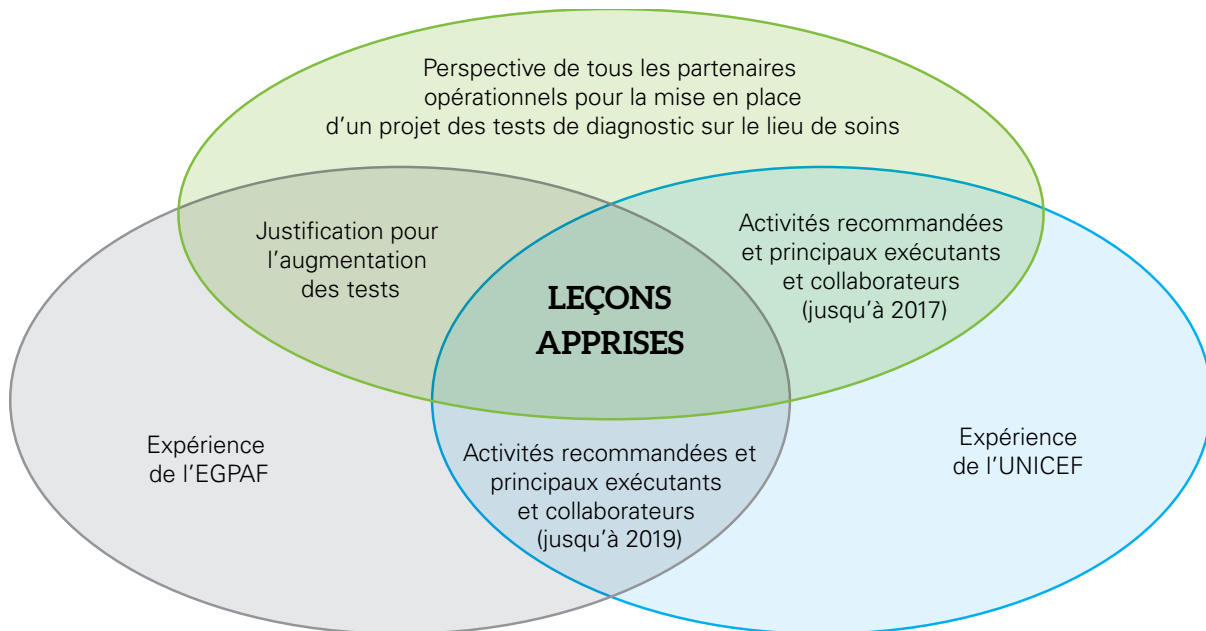 Perspective de tous les partenaires
opérationnels pour la mise en place
d’un projet des tests de diagnostic sur le lieu de soins
Justification pour
l’augmentation
des tests
Activités recommandées
et principaux exécutants
et collaborateurs
(jusqu’à 2017)
LEÇONS
APPRISES
Expérience
de l’EGPAF
Activités recommandées et
principaux exécutants
et collaborateurs
(jusqu’à 2019)
Expérience
de l’UNICEF